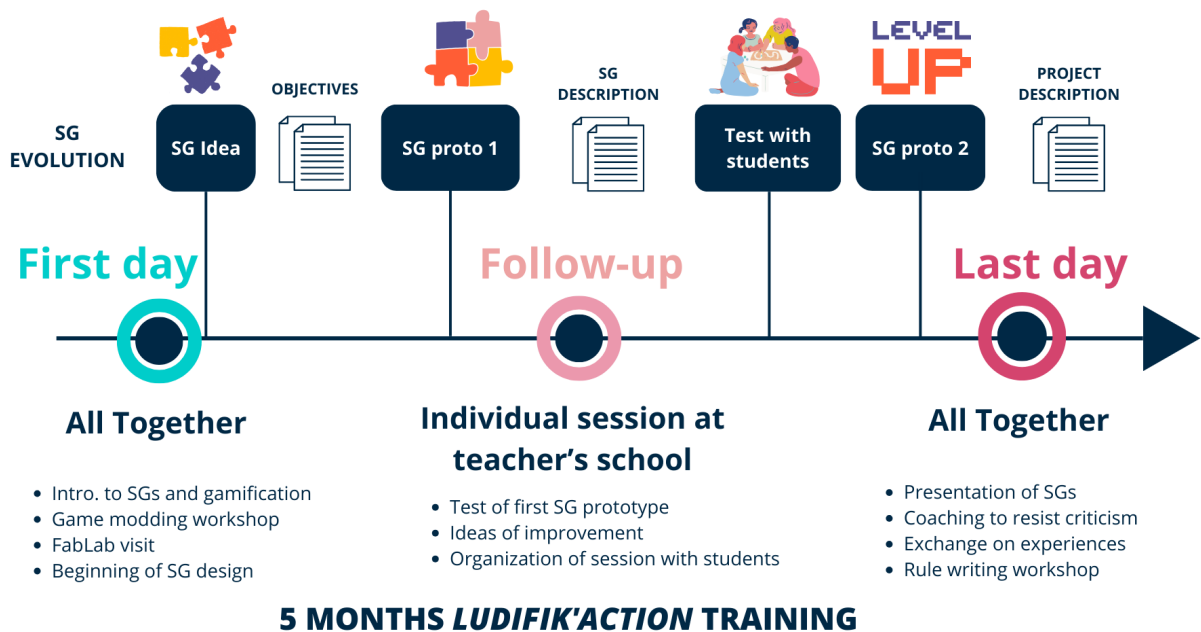 LEVEL
UP
OBJECTIVES
SG
DESCRIPTION
PROJECT
DESCRIPTION
SG
EVOLUTION
SG Idea
SG proto 1
Test with
students
SG proto 2
First day
Follow-up
Last day
All Together
Individual session at
teacher’s school
All Together
• Intro. to SGs and gamification
• Game modding workshop
• FabLab visit
• Beginning of SG design
• Test of first SG prototype
• Ideas of improvement
• Organization of session with students
• Presentation of SGs
• Coaching to resist criticism
• Exchange on experiences
• Rule writing workshop
5 MONTHS LUDIFIK'ACTION TRAINING